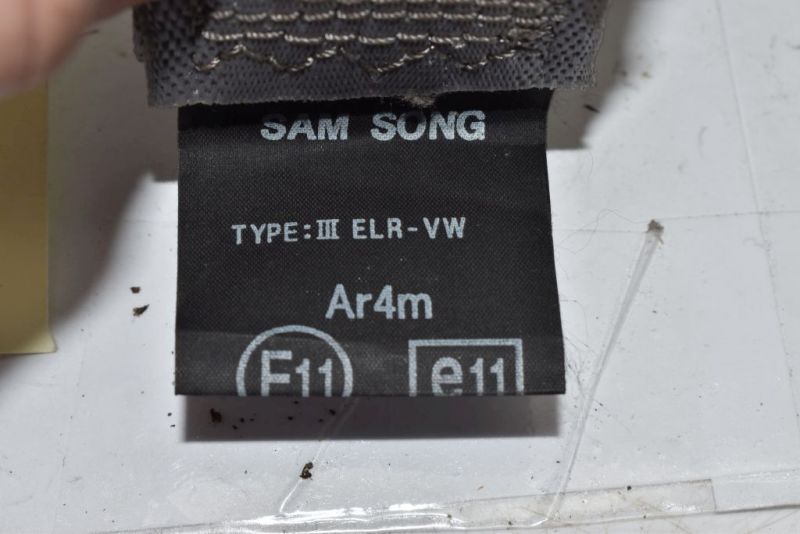 SAM SONG
TYPE:III ELR-VW
Ar4m
E11 e11